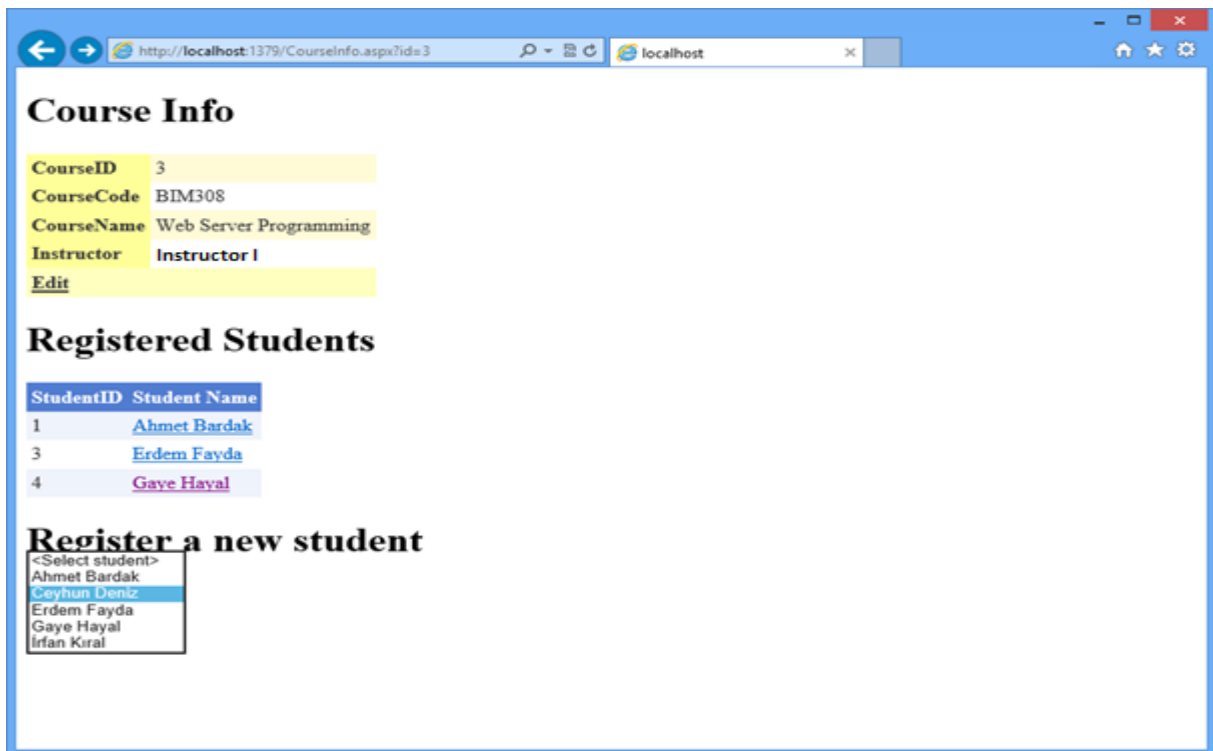 http://localhost:1379/CourseInfo.aspx?id=3
localhost
Course Info
CourseID 3
CourseCode BIM308
CourseName Web Server Programming
Instructor Instructor I
Edit
Registered Students
StudentID Student Name
1 Ahmet Bardak
3 Erdem Fayda
4 Gaye Hayal
Register a new student
<Select student>
Ahmet Bardak
Ceyhun Deniz
Erdem Fayda
Gaye Hayal
İrfan Kıral